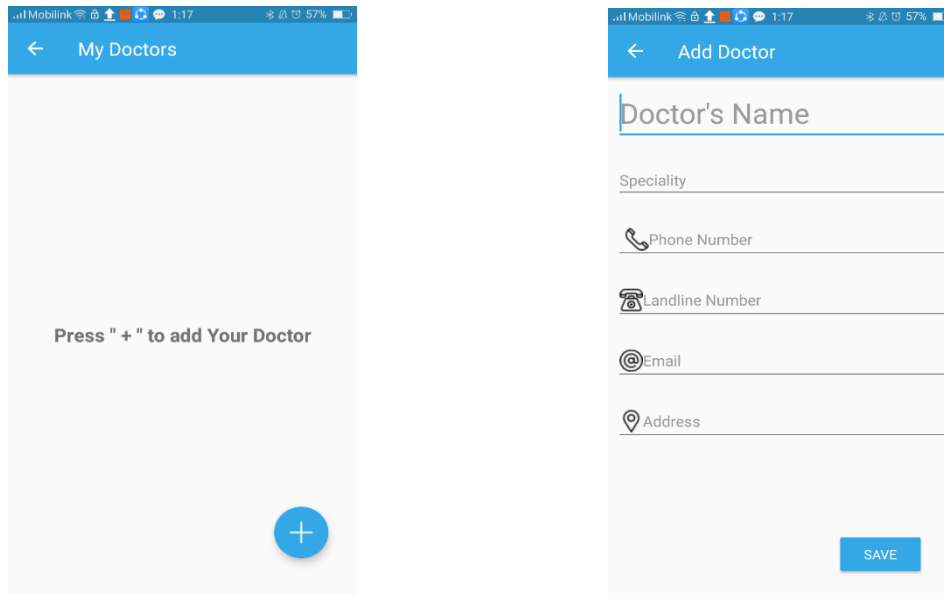 Mobilink 1:17 57%
My Doctors
Press " + " to add Your Doctor
Mobilink 1:17 57%
Add Doctor
Doctor's Name
Speciality
Phone Number
Landline Number
Email
Address
SAVE